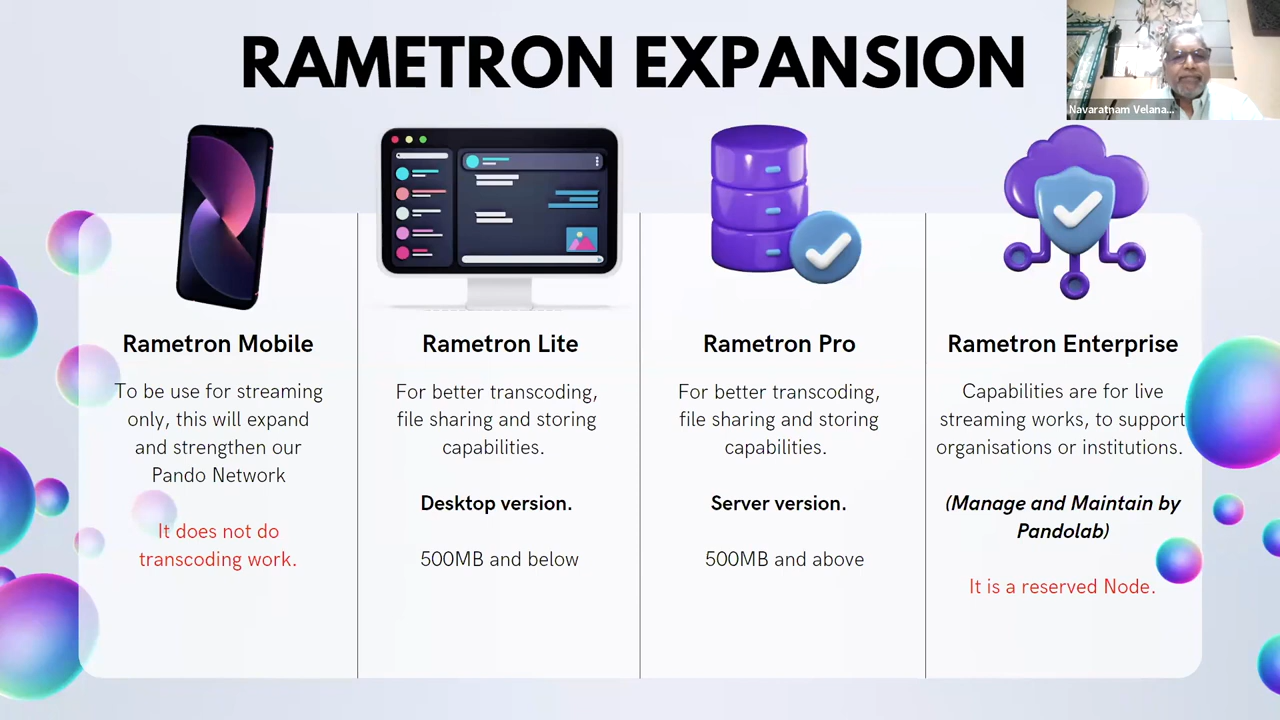 RAMETRON EXPANSION
Navaratnam Velana...
Rametron Mobile
To be use for streaming
only, this will expand
and strengthen our
Pando Network
It does not do
transcoding work.
Rametron Lite
For better transcoding,
file sharing and storing
capabilities.
Desktop version.
500MB and below
Rametron Pro
For better transcoding,
file sharing and storing
capabilities.
Server version.
500MB and above
Rametron Enterprise
Capabilities are for live
streaming works, to support
organisations or institutions.
(Manage and Maintain by
Pandolab)
It is a reserved Node.